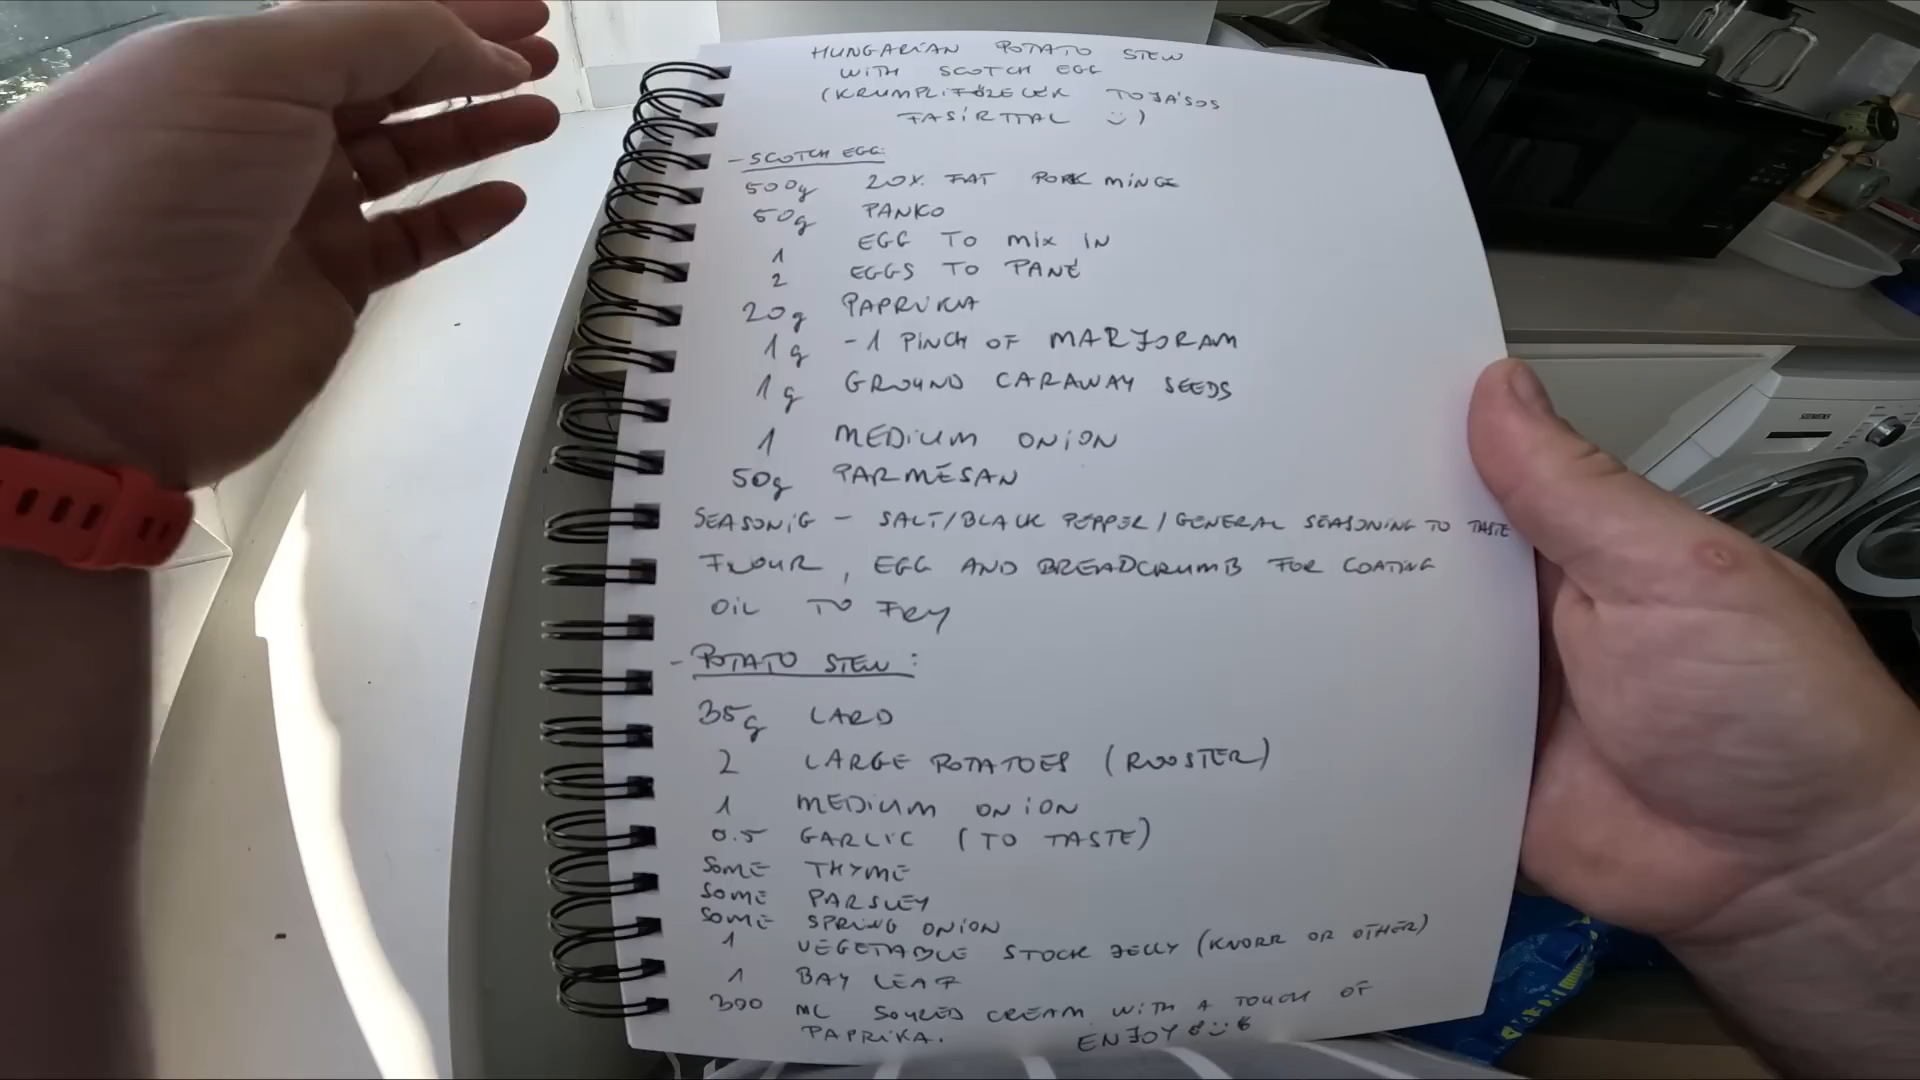 HUNGARIAN POTATO STEW
WITH SCOTCH EGG
(KRUMPLIFŐZELÉK TOJÁSOS
FASÍRTTAL :-)
- SCOTCH EGG:
500g 20% FAT PORK MINCE
50g PANKO
1 EGG TO MIX IN
2 EGGS TO PANÉ
20g PAPRIKA
1g - 1 PINCH OF MARJORAM
1g GROUND CARAWAY SEEDS
1 MEDIUM ONION
50g PARMESAN
SEASONIG - SALT/BLACK PEPPER/GENERAL SEASONING TO TASTE
FLOUR, EGG AND BREADCRUMB FOR COATING
OIL TO FRY
- POTATO STEW:
35g LARD
2 LARGE POTATOES (ROOSTER)
1 MEDIUM ONION
0.5 GARLIC (TO TASTE)
SOME THYME
SOME PARSLEY
SOME SPRING ONION
1 VEGETABLE STOCK JELLY (KNORR OR OTHER)
1 BAY LEAF
300 ML SOURED CREAM WITH A TOUCH OF
PAPRIKA. ENJOY
SIEMENS